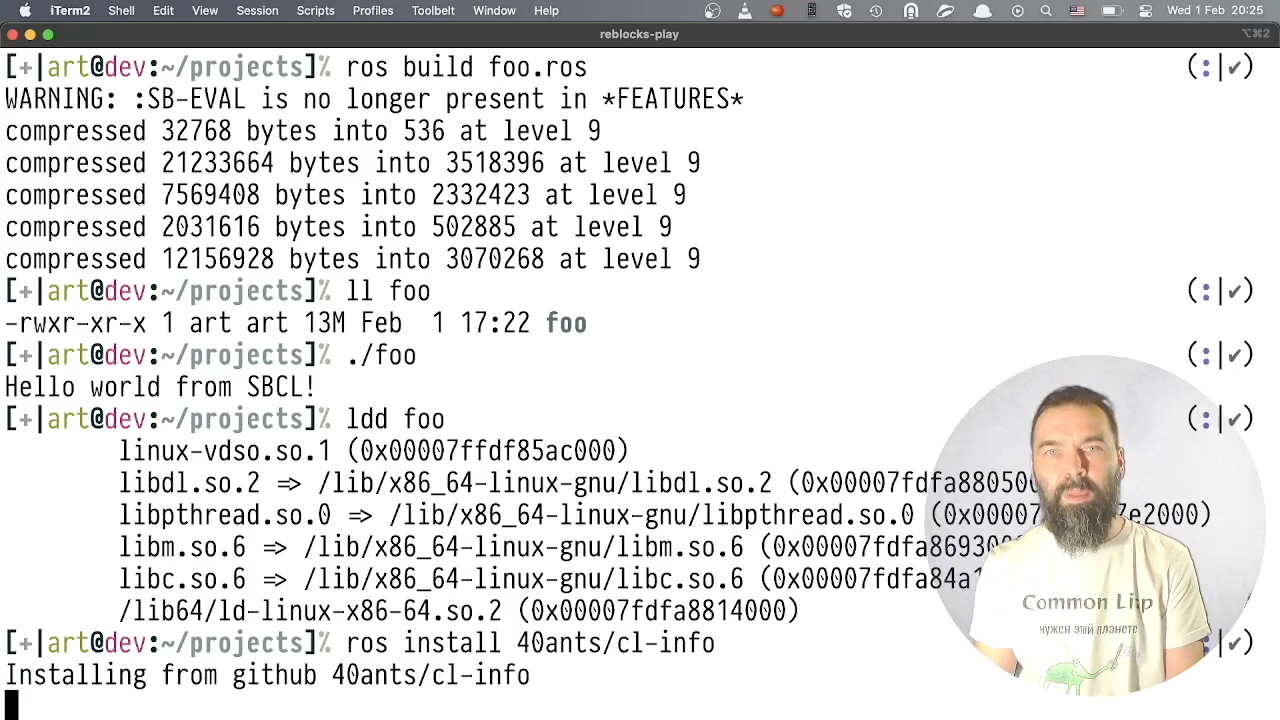 iTerm2 Shell Edit View Session Scripts Profiles Toolbelt Window Help Wed 1 Feb 20:25
reblocks-play ⌥⌘2
[+|art@dev:~/projects]% ros build foo.ros (:|✔)
WARNING: :SB-EVAL is no longer present in *FEATURES*
compressed 32768 bytes into 536 at level 9
compressed 21233664 bytes into 3518396 at level 9
compressed 7569408 bytes into 2332423 at level 9
compressed 2031616 bytes into 502885 at level 9
compressed 12156928 bytes into 3070268 at level 9
[+|art@dev:~/projects]% ll foo (:|✔)
-rwxr-xr-x 1 art art 13M Feb  1 17:22 foo
[+|art@dev:~/projects]% ./foo (:|✔)
Hello world from SBCL!
[+|art@dev:~/projects]% ldd foo (:|✔)
linux-vdso.so.1 (0x00007ffdf85ac000)
libdl.so.2 => /lib/x86_64-linux-gnu/libdl.so.2 (0x00007fdfa88050
libpthread.so.0 => /lib/x86_64-linux-gnu/libpthread.so.0 (0x0000 7e2000)
libm.so.6 => /lib/x86_64-linux-gnu/libm.so.6 (0x00007fdfa86930
libc.so.6 => /lib/x86_64-linux-gnu/libc.so.6 (0x00007fdfa84a
/lib64/ld-linux-x86-64.so.2 (0x00007fdfa8814000)
[+|art@dev:~/projects]% ros install 40ants/cl-info :|✔)
Installing from github 40ants/cl-info
Common Lisp
нужен этой планете